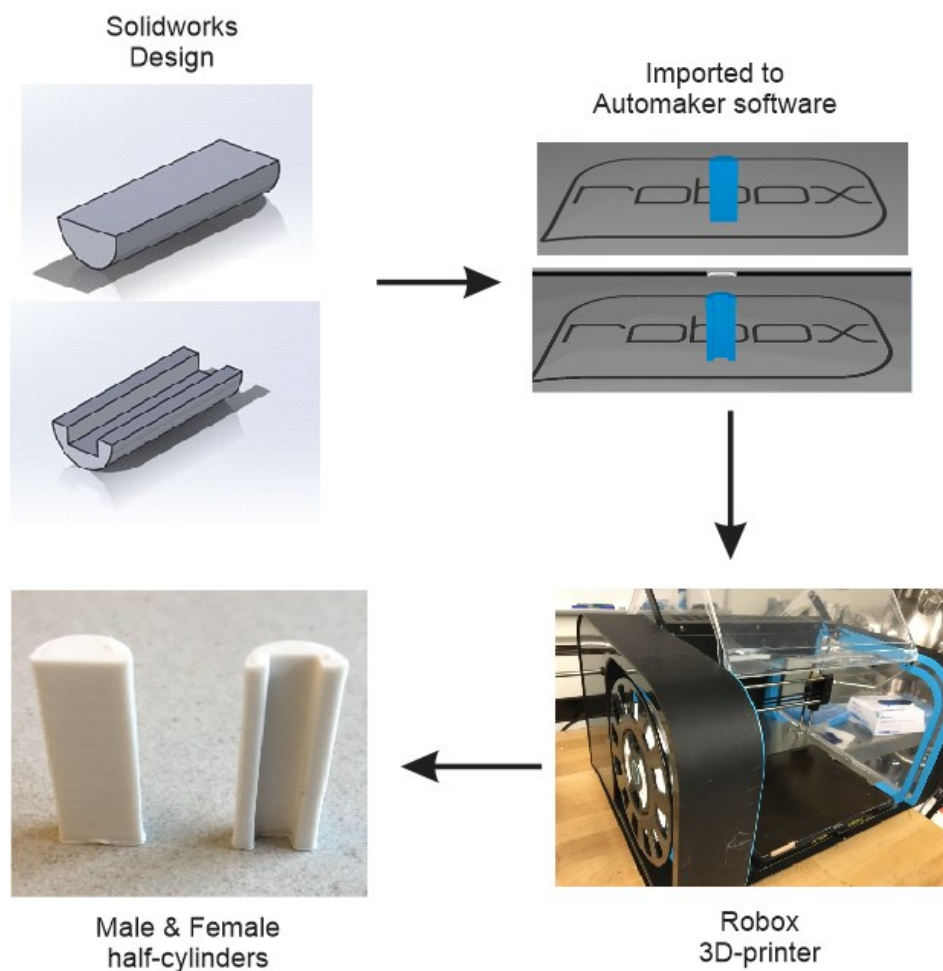 Solidworks
Design
Imported to
Automaker software
robox
robox
Male & Female
half-cylinders
Robox
3D-printer